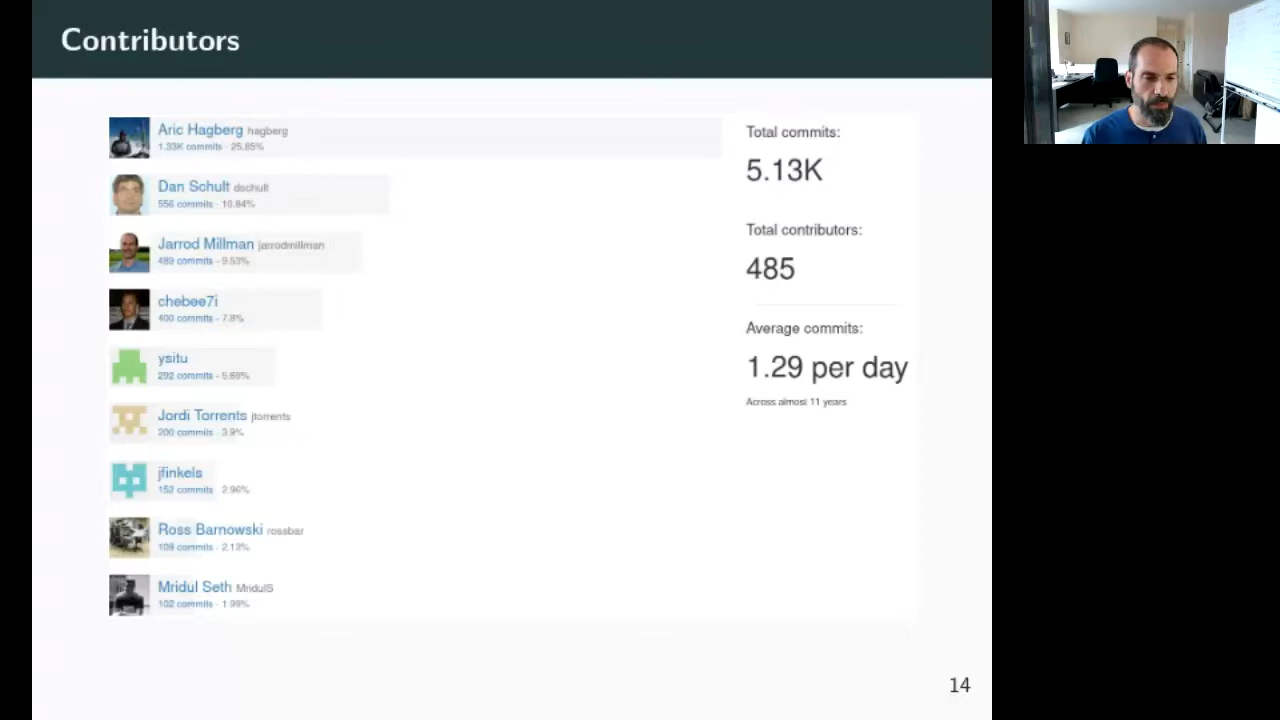 Contributors
Aric Hagberg hagberg
1.33K commits - 25.85%
Dan Schult dschult
556 commits - 10.84%
Jarrod Millman jarrodmillman
489 commits - 9.53%
chebee7i
400 commits - 7.8%
ysitu
292 commits - 5.69%
Jordi Torrents jtorrents
200 commits - 3.9%
jfinkels
152 commits - 2.96%
Ross Barnowski rossbar
109 commits - 2.12%
Mridul Seth MridulS
102 commits - 1.99%
Total commits:
5.13K
Total contributors:
485
Average commits:
1.29 per day
Across almost 11 years
14